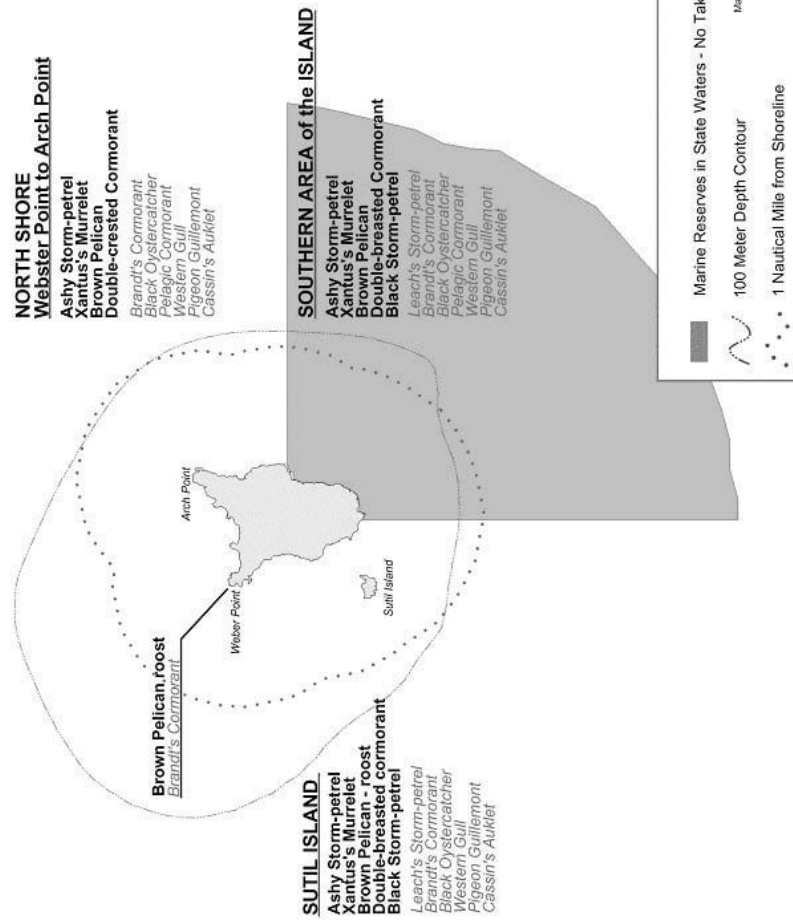 NORTH SHORE
Webster Point to Arch Point
Ashy Storm-petrel
Xantus's Murrelet
Brown Pelican
Double-crested Cormorant
Brandt's Cormorant
Black Oystercatcher
Pelagic Cormorant
Western Gull
Pigeon Guillemont
Cassin's Auklet
Brown Pelican.roost
Brandt's Cormorant
Arch Point
Weber Point
Sutil Island
SUTIL ISLAND
Ashy Storm-petrel
Xantus's Murrelet
Brown Pelican - roost
Double-breasted cormorant
Black Storm-petrel
Leach's Storm-petrel
Brandt's Cormorant
Black Oystercatcher
Western Gull
Pigeon Guillemont
Cassin's Auklet
SOUTHERN AREA of the ISLAND
Ashy Storm-petrel
Xantus's Murrelet
Brown Pelican
Double-breasted Cormorant
Black Storm-petrel
Leach's Storm-petrel
Brandt's Cormorant
Black Oystercatcher
Pelagic Cormorant
Western Gull
Pigeon Guillemont
Cassin's Auklet
Marine Reserves in State Waters - No Tak
100 Meter Depth Contour
1 Nautical Mile from Shoreline